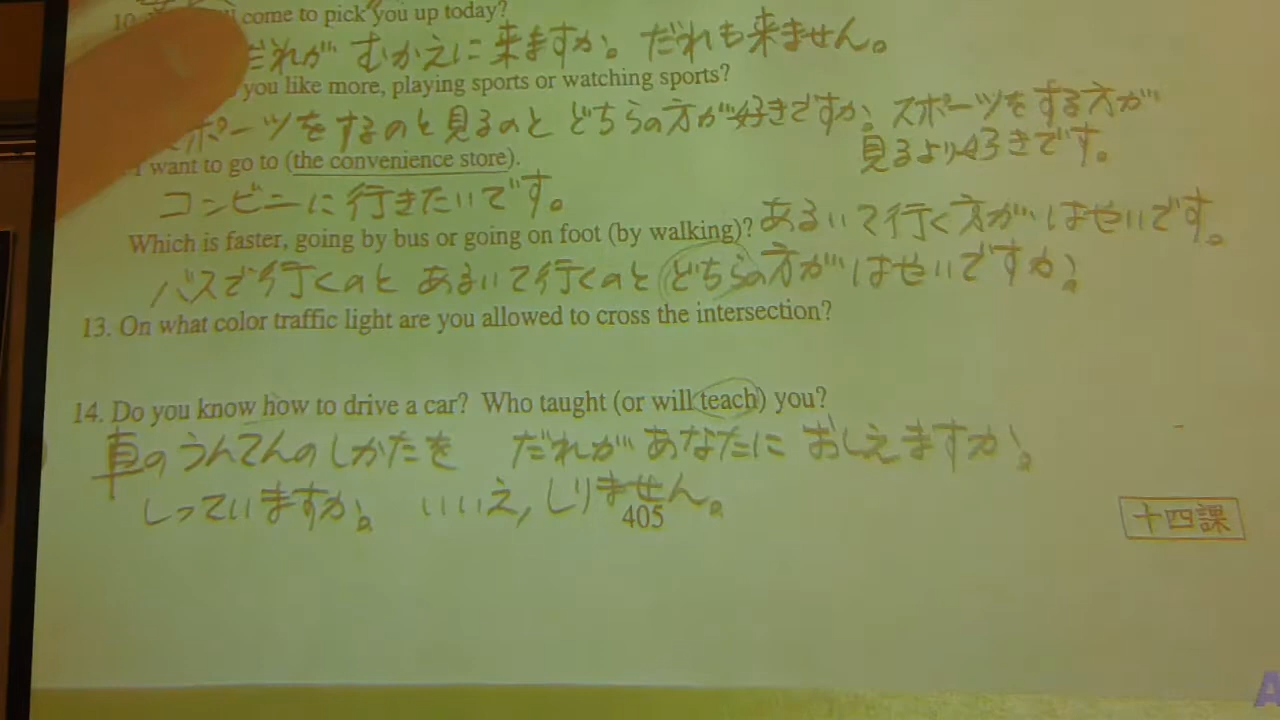 10. come to pick you up today?
だれが むかえに 来ますか。 だれも来ません。
you like more, playing sports or watching sports?
ポーツをするのと見るのと どちらの方が好きですか。 スポーツをする方が
見るより好きです。
I want to go to (the convenience store).
コンビニに行きたいです。
Which is faster, going by bus or going on foot (by walking)? あるいて行く方がはやいです。
バスで行くのと あるいて行くのと どちらの方がはやいですか。
13. On what color traffic light are you allowed to cross the intersection?
14. Do you know how to drive a car? Who taught (or will teach) you?
車のうんてんのしかたを だれがあなたに おしえますか。
しっていますか。 いいえ, しりません。
405
十四課